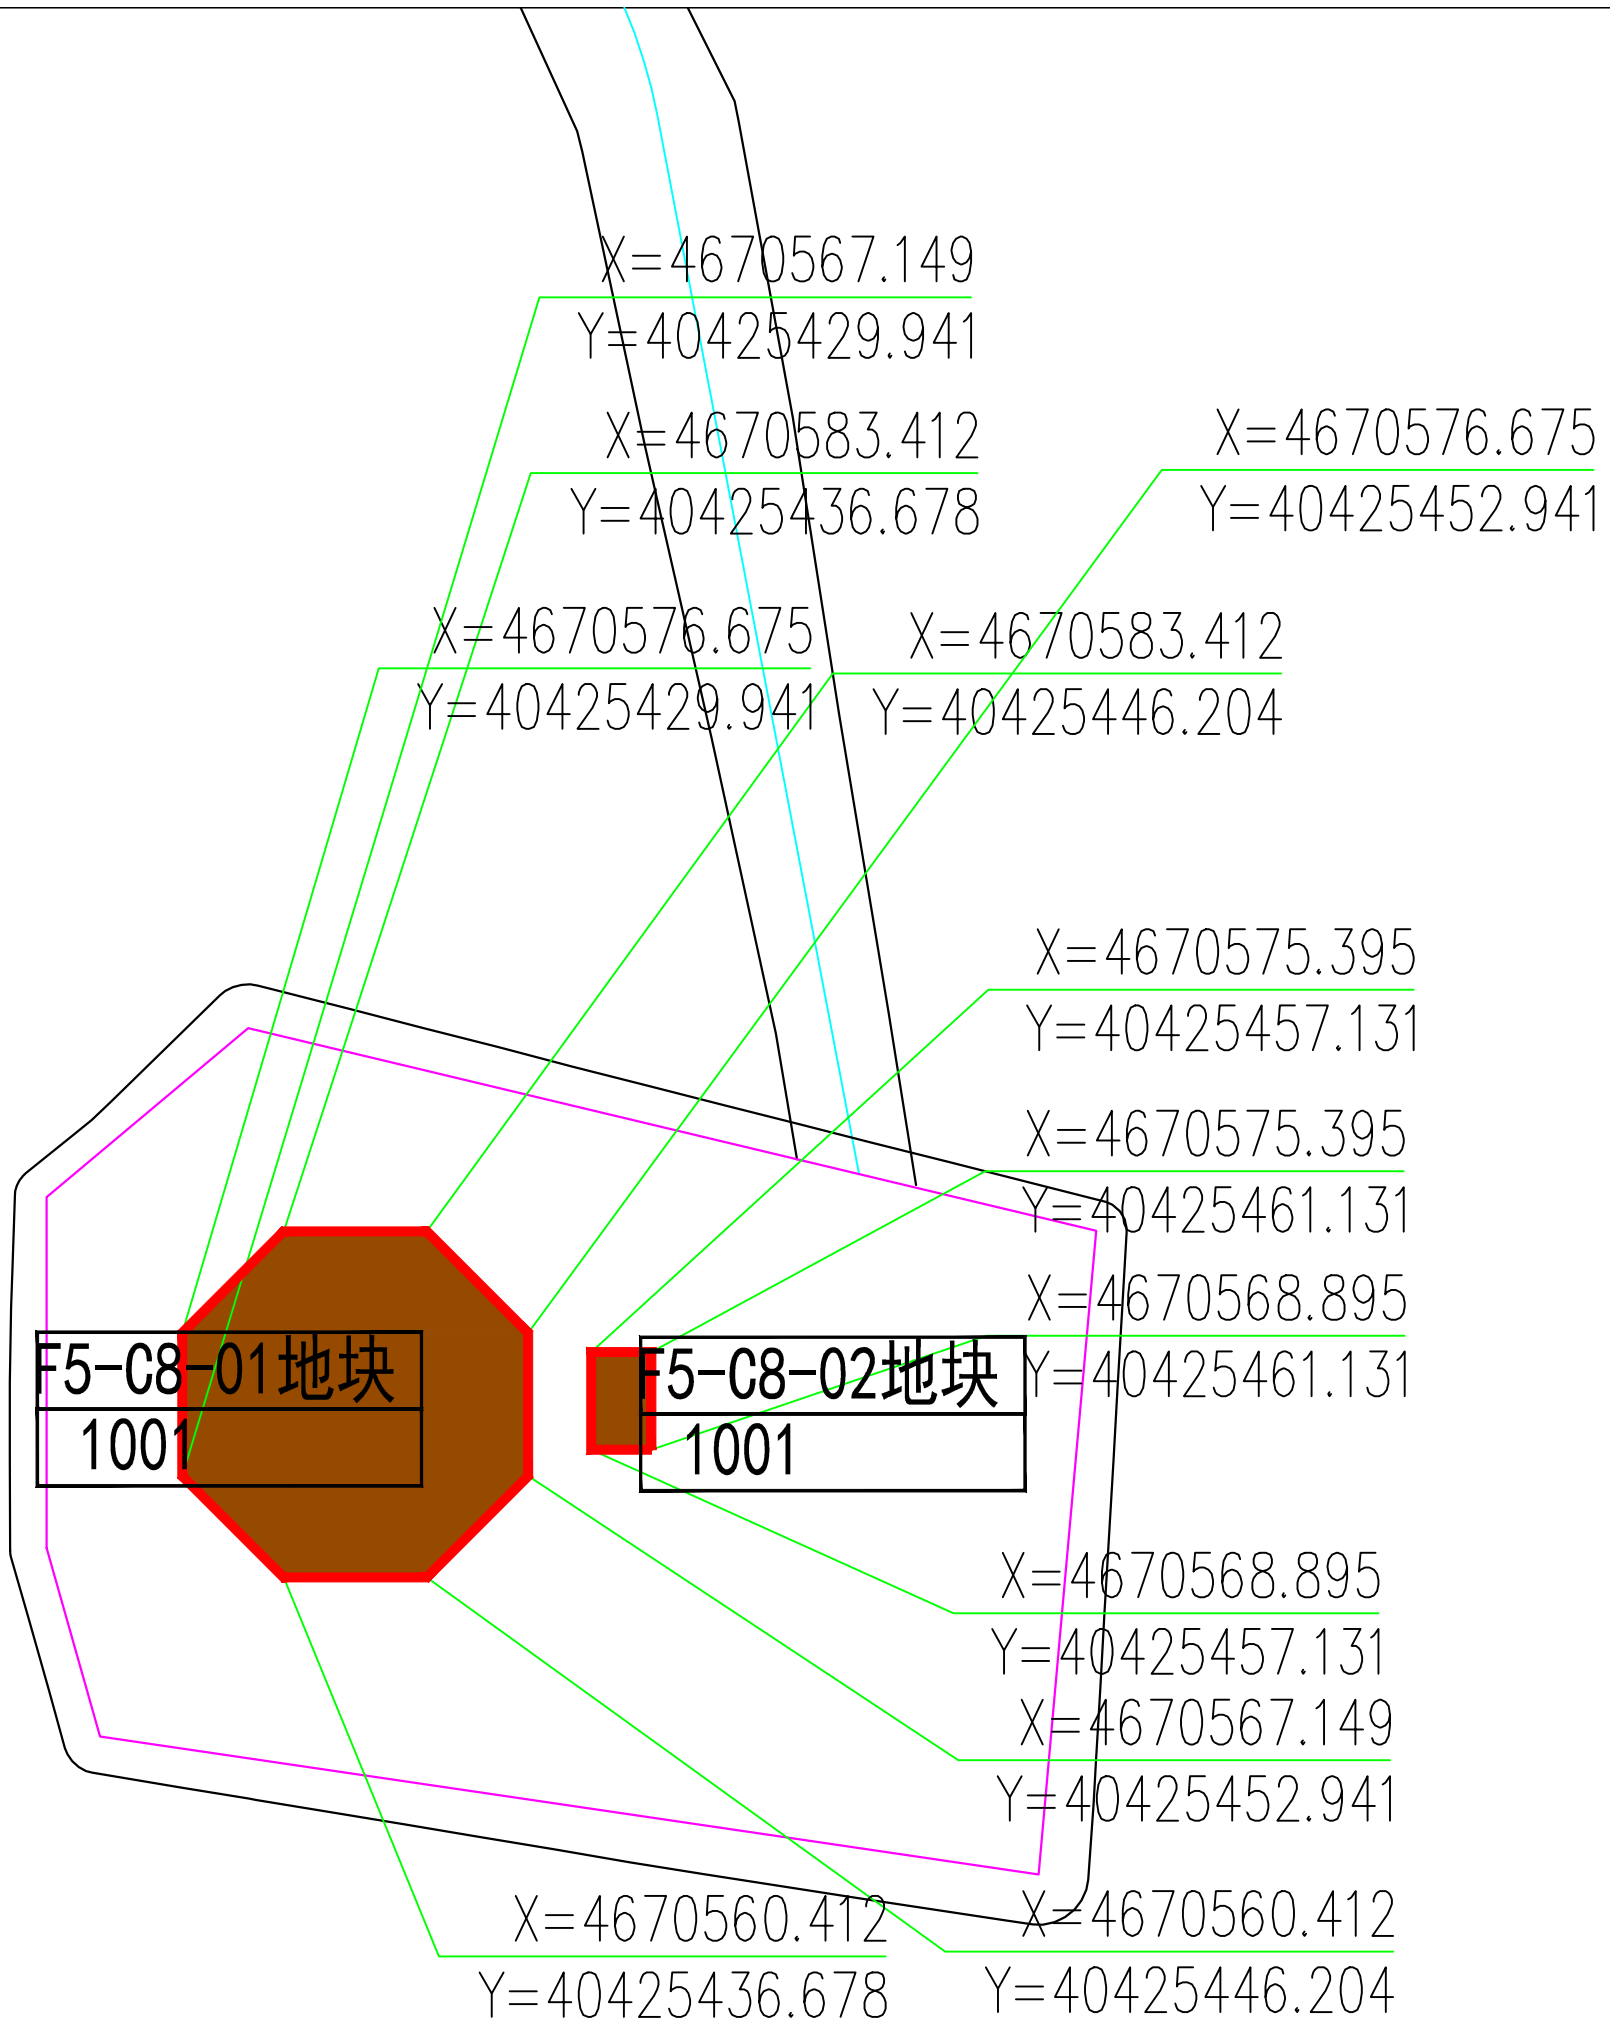 X=4670567.149
Y=40425429.941
X=4670583.412
Y=40425436.678
X=4670576.675
Y=40425452.941
X=4670576.675
Y=40425429.941
X=4670583.412
Y=40425446.204
X=4670575.395
Y=40425457.131
X=4670575.395
Y=40425461.131
X=4670568.895
Y=40425461.131
F5-C8-01地块
1001
F5-C8-02地块
1001
X=4670568.895
Y=40425457.131
X=4670567.149
Y=40425452.941
X=4670560.412
Y=40425436.678
X=4670560.412
Y=40425446.204